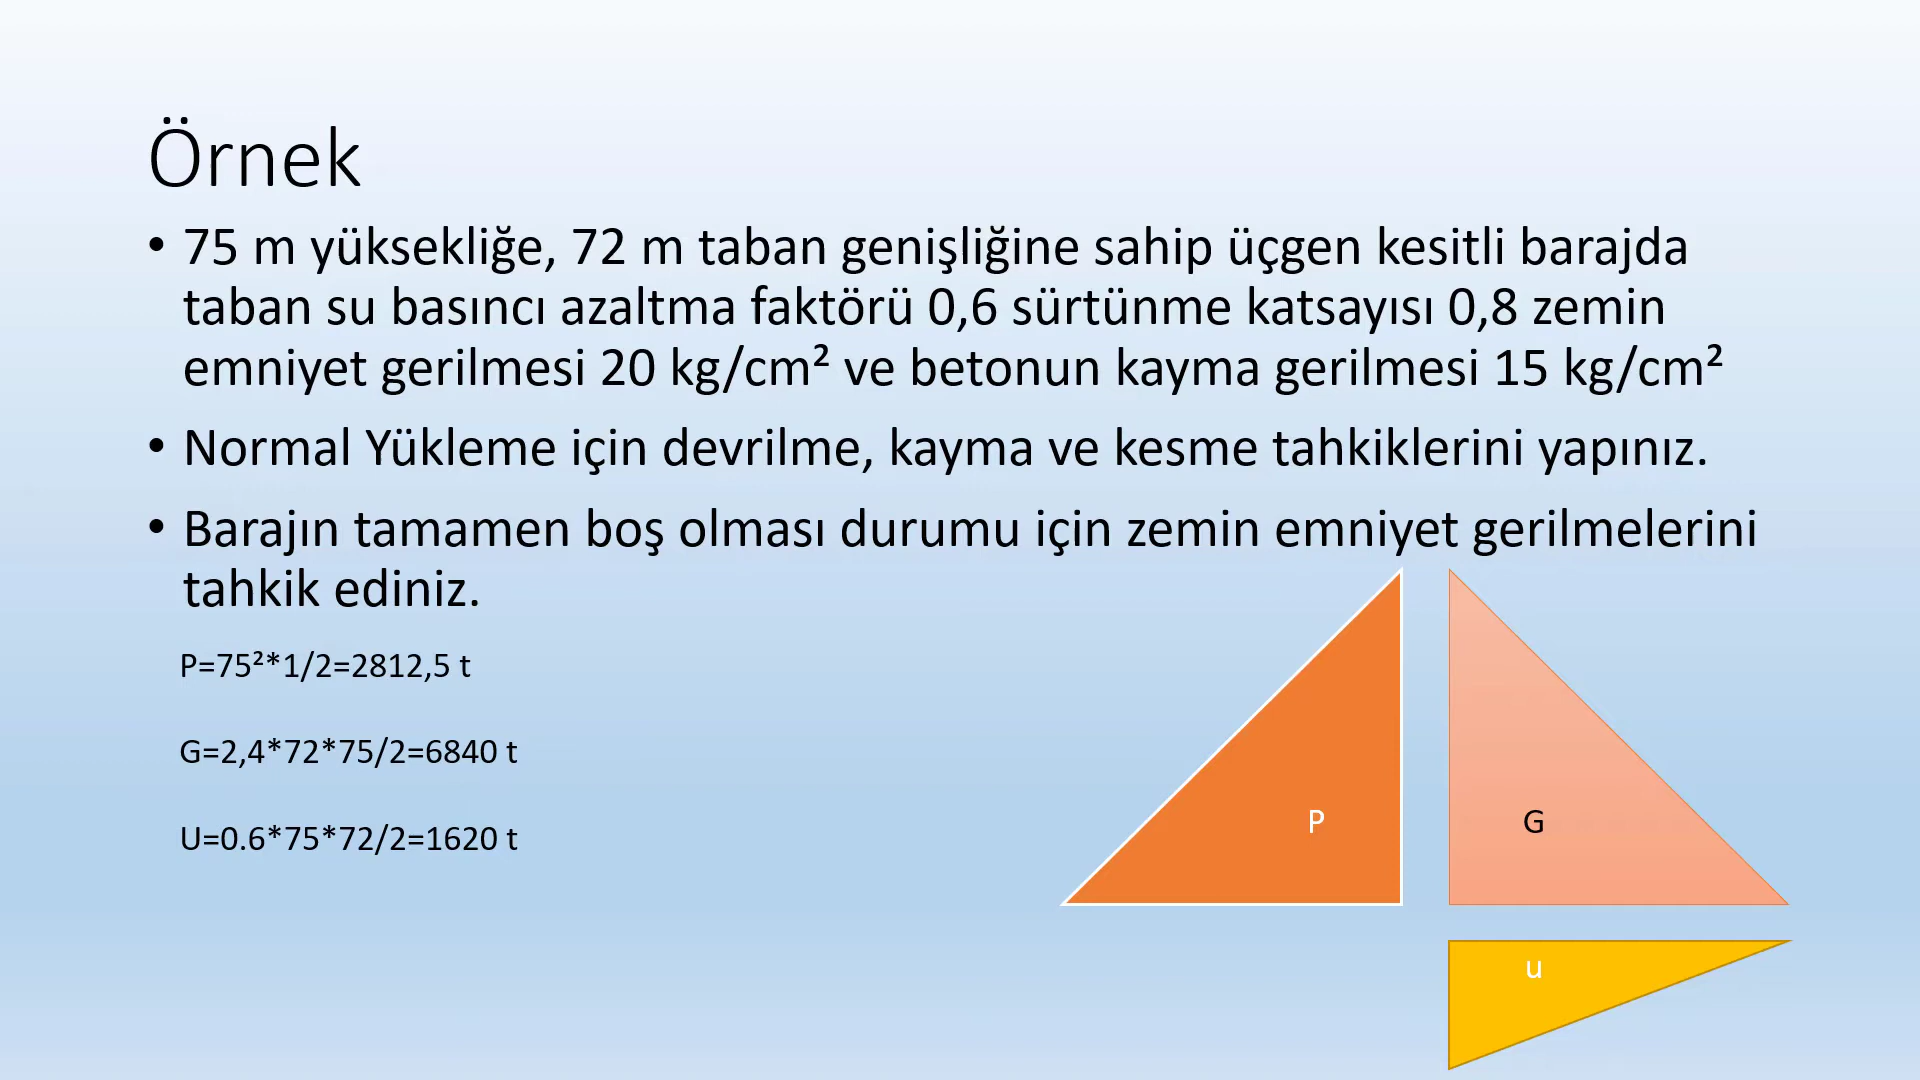 Örnek
• 75 m yüksekliğe, 72 m taban genişliğine sahip üçgen kesitli barajda
taban su basıncı azaltma faktörü 0,6 sürtünme katsayısı 0,8 zemin
emniyet gerilmesi 20 kg/cm² ve betonun kayma gerilmesi 15 kg/cm²
• Normal Yükleme için devrilme, kayma ve kesme tahkiklerini yapınız.
• Barajın tamamen boş olması durumu için zemin emniyet gerilmelerini
tahkik ediniz.
P=75²*1/2=2812,5 t
G=2,4*72*75/2=6840 t
U=0.6*75*72/2=1620 t
P
G
u